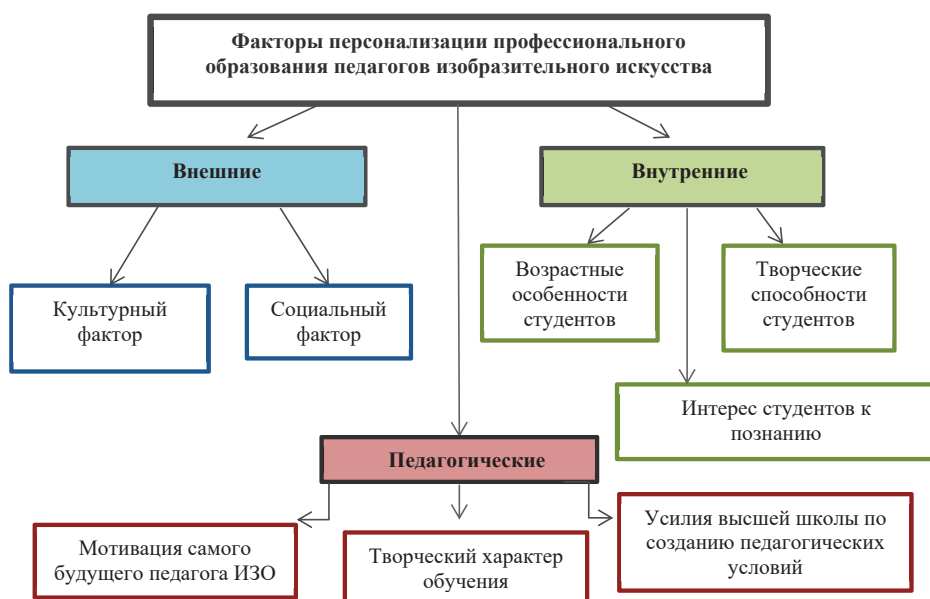 Факторы персонализации профессионального
образования педагогов изобразительного искусства
Внешние
Внутренние
Культурный
фактор
Социальный
фактор
Возрастные
особенности
студентов
Творческие
способности
студентов
Интерес студентов к
познанию
Педагогические
Мотивация самого
будущего педагога ИЗО
Творческий характер
обучения
Усилия высшей школы по
созданию педагогических
условий